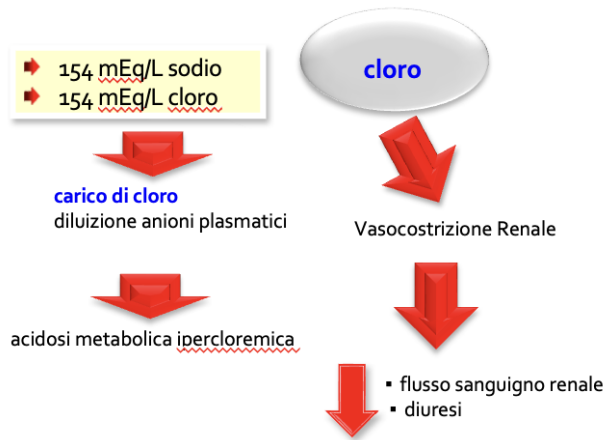 154 mEq/L sodio
154 mEq/L cloro
carico di cloro
diluizione anioni plasmatici
acidosi metabolica ipercloremica
cloro
Vasocostrizione Renale
▪ flusso sanguigno renale
▪ diuresi